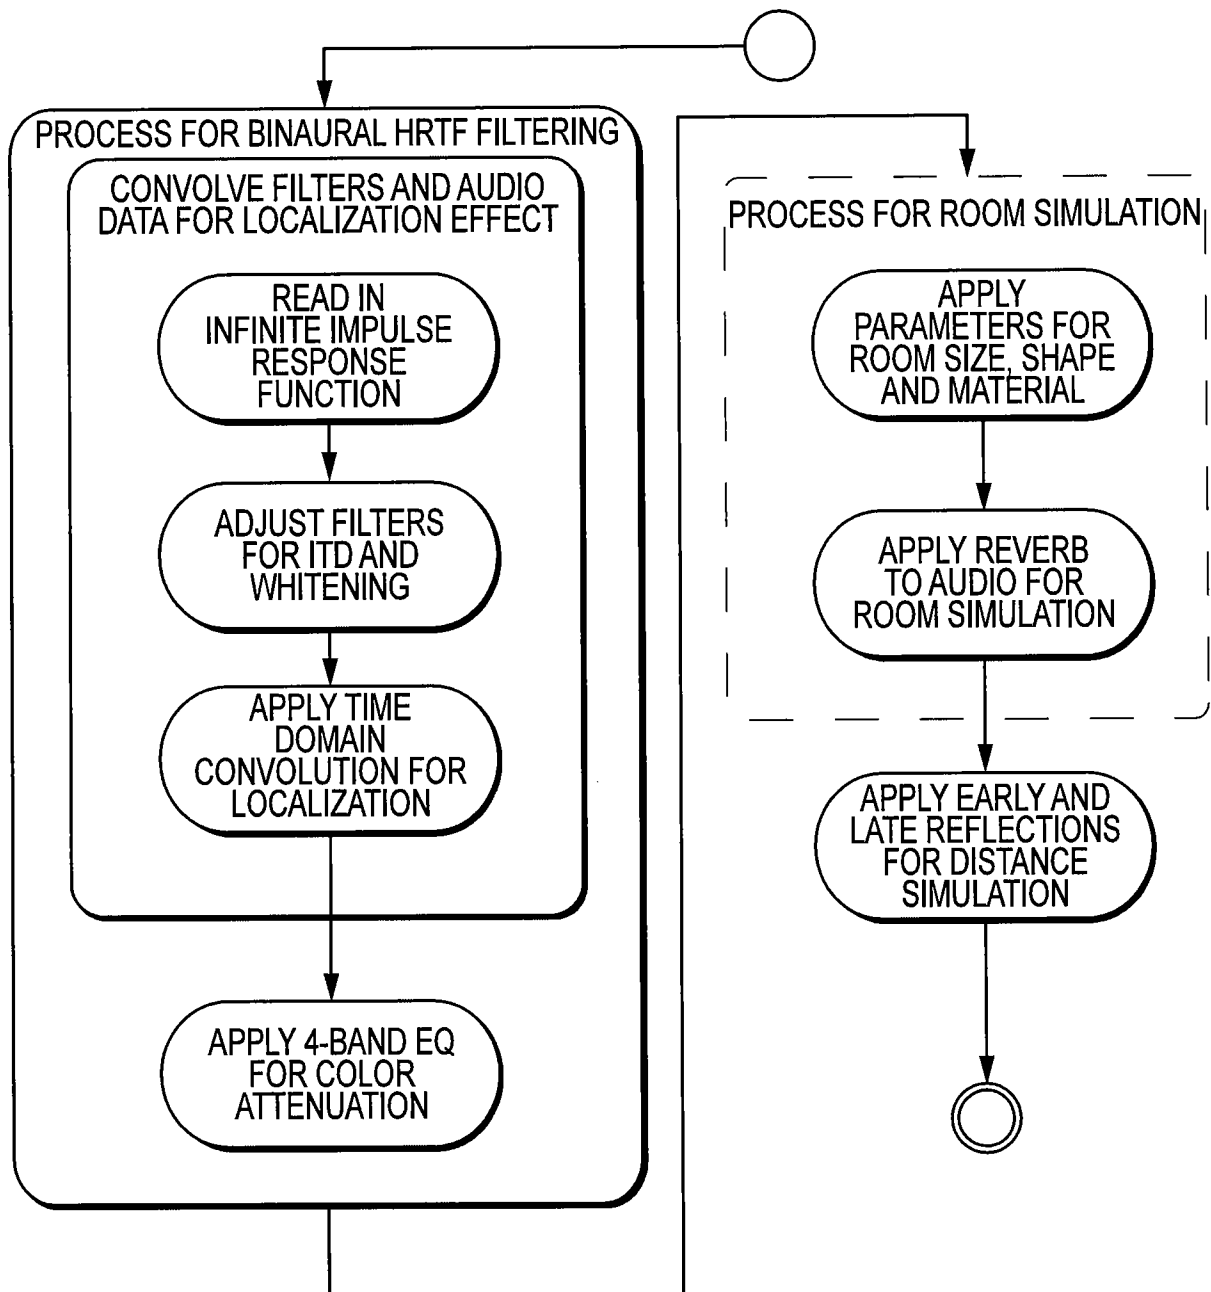 PROCESS FOR BINAURAL HRTF FILTERING
CONVOLVE FILTERS AND AUDIO
DATA FOR LOCALIZATION EFFECT
READ IN
INFINITE IMPULSE
RESPONSE
FUNCTION
ADJUST FILTERS
FOR ITD AND
WHITENING
APPLY TIME
DOMAIN
CONVOLUTION FOR
LOCALIZATION
APPLY 4-BAND EQ
FOR COLOR
ATTENUATION
PROCESS FOR ROOM SIMULATION
APPLY
PARAMETERS FOR
ROOM SIZE, SHAPE
AND MATERIAL
APPLY REVERB
TO AUDIO FOR
ROOM SIMULATION
APPLY EARLY AND
LATE REFLECTIONS
FOR DISTANCE
SIMULATION